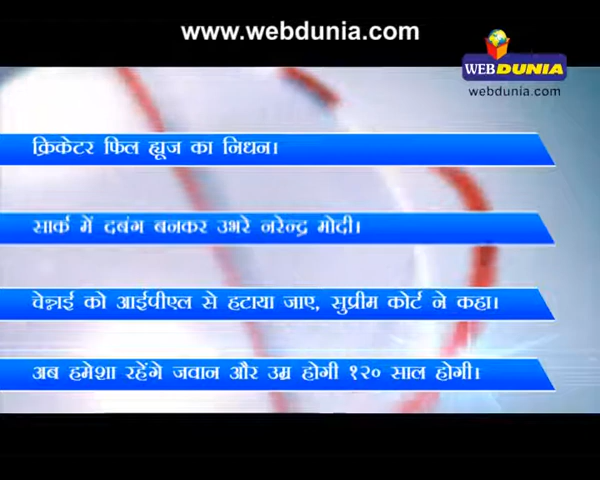 www.webdunia.com
WEBDUNIA
webdunia.com
क्रिकेटर फिल ह्यूज का निधन।
सार्क में दबंग बनकर उभरे नरेन्द्र मोदी।
चेन्नई को आईपीएल से हटाया जाए, सुप्रीम कोर्ट ने कहा।
अब हमेशा रहेंगे जवान और उम्र होगी १२० साल होगी।